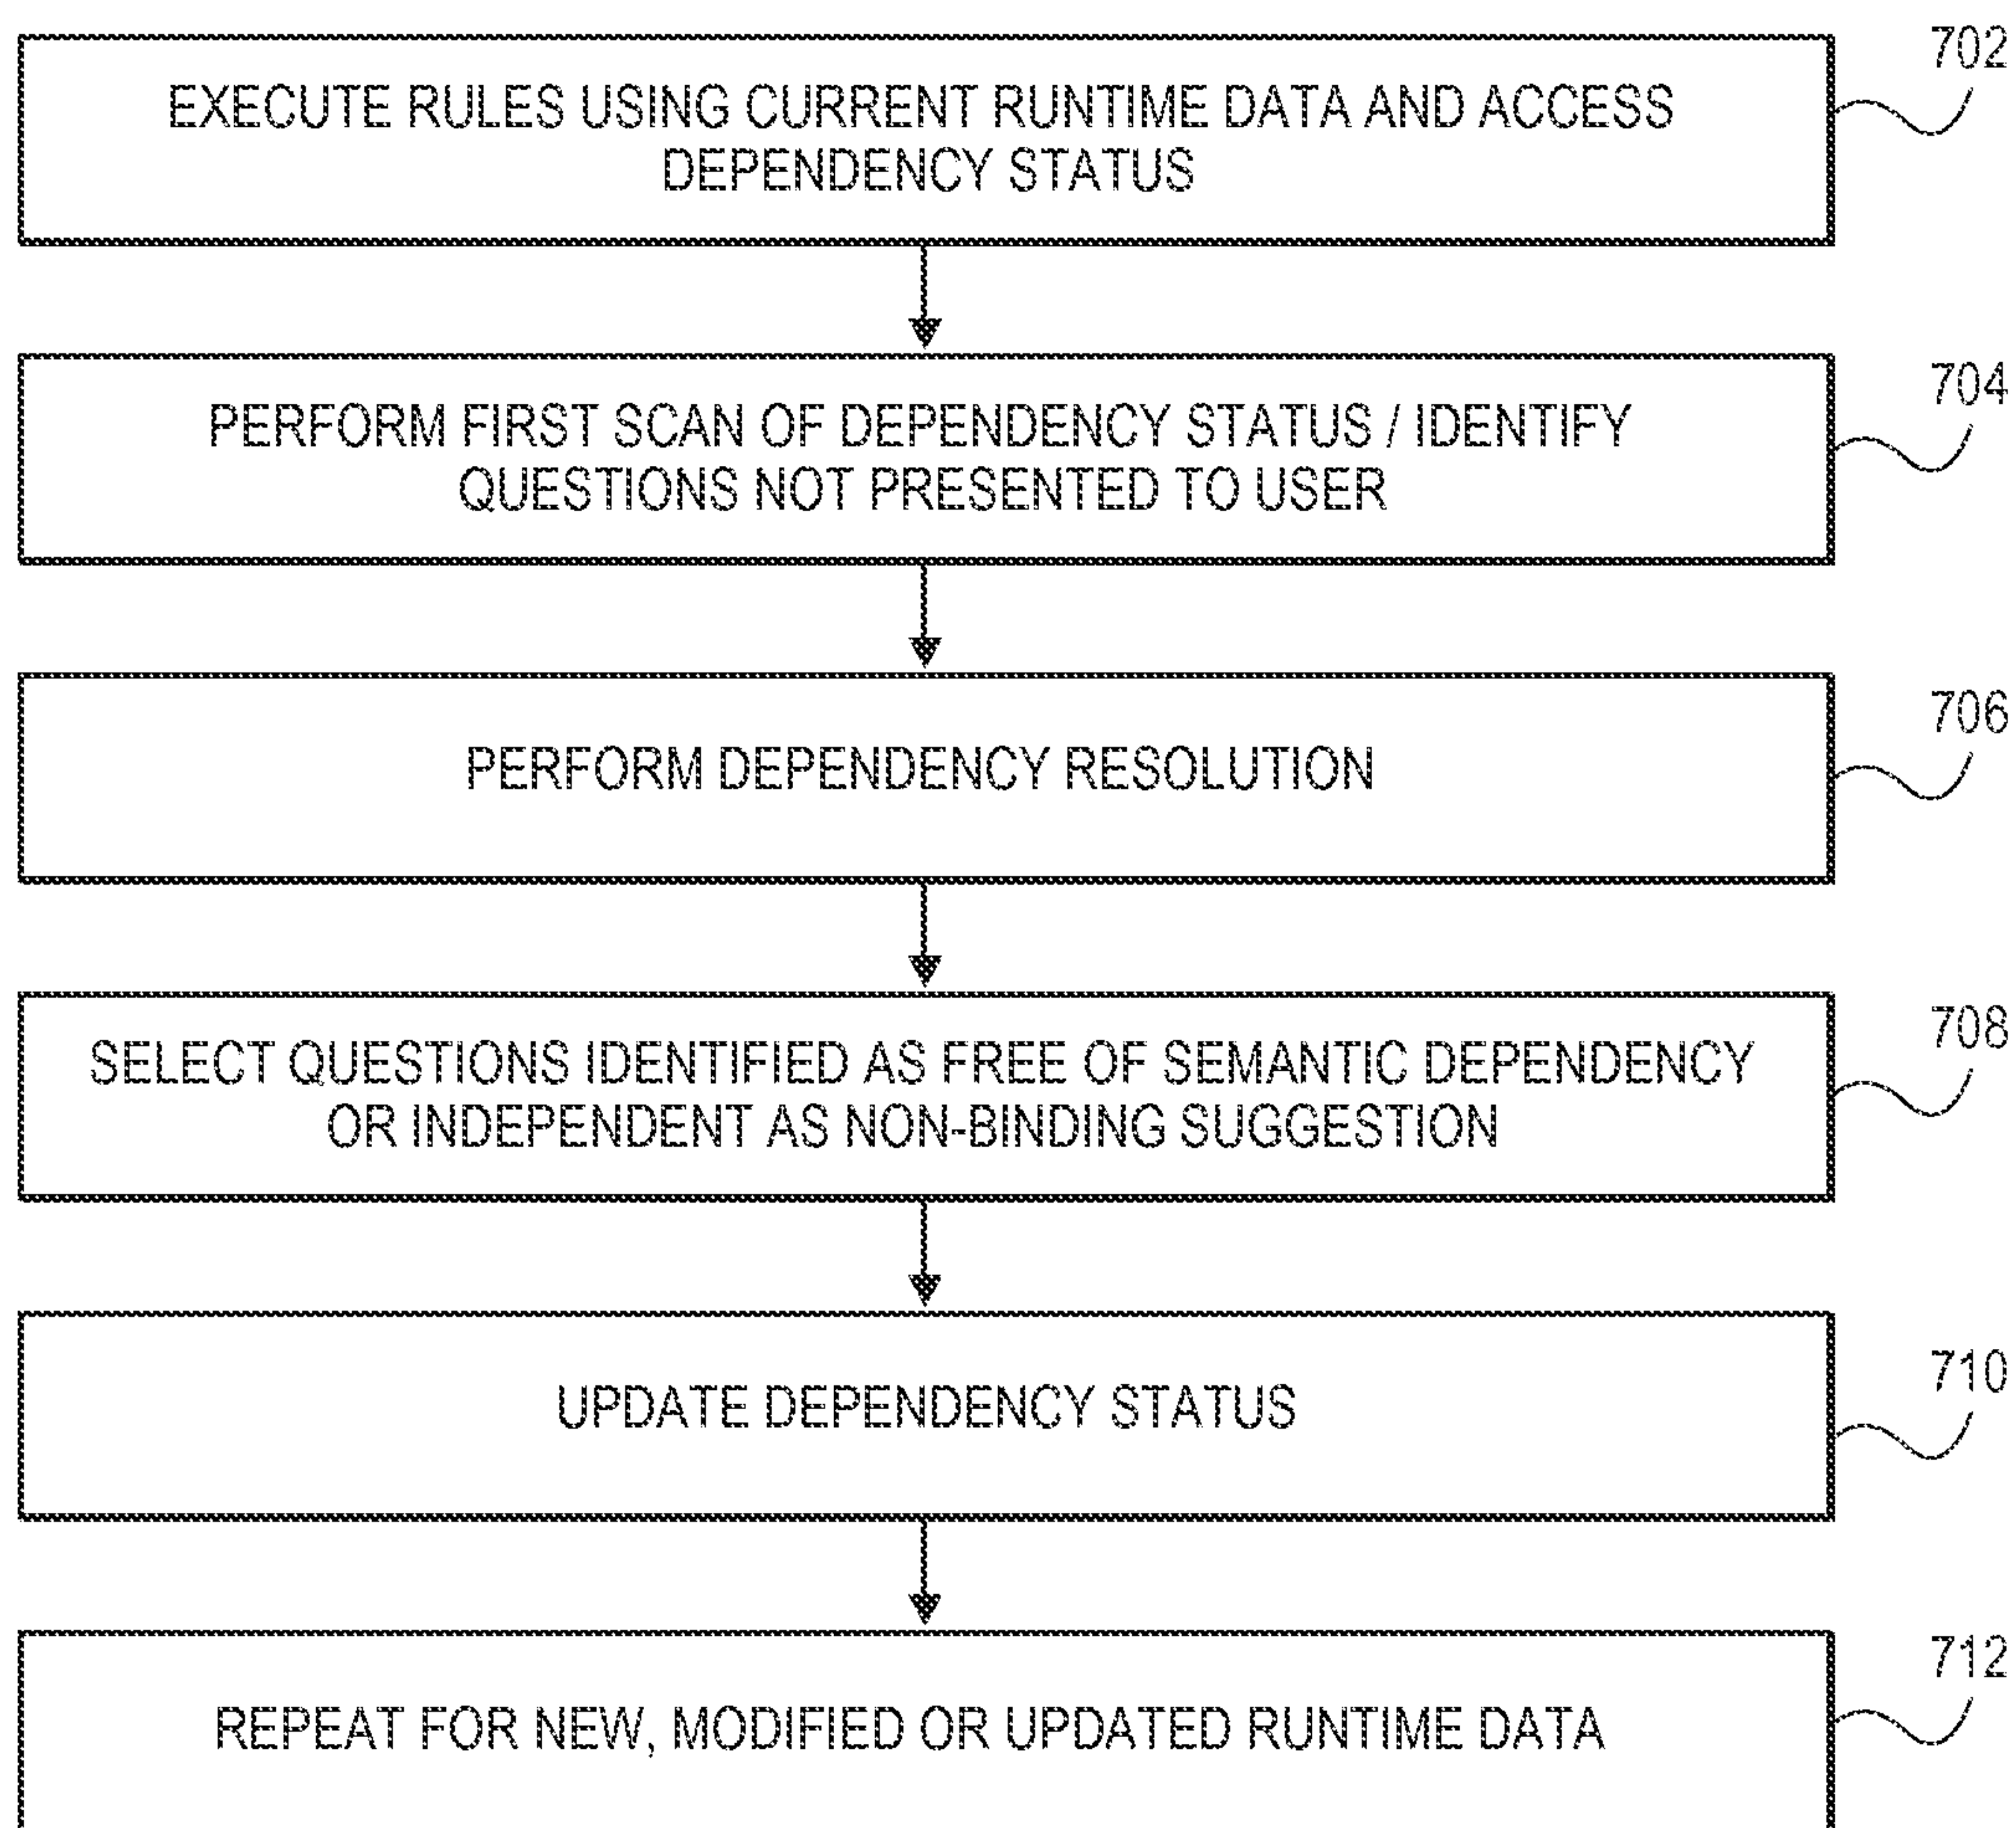 702
EXECUTE RULES USING CURRENT RUNTIME DATA AND ACCESS
DEPENDENCY STATUS
704
PERFORM FIRST SCAN OF DEPENDENCY STATUS / IDENTIFY
QUESTIONS NOT PRESENTED TO USER
706
PERFORM DEPENDENCY RESOLUTION
708
SELECT QUESTIONS IDENTIFIED AS FREE OF SEMANTIC DEPENDENCY
OR INDEPENDENT AS NON-BINDING SUGGESTION
710
UPDATE DEPENDENCY STATUS
712
REPEAT FOR NEW, MODIFIED OR UPDATED RUNTIME DATA